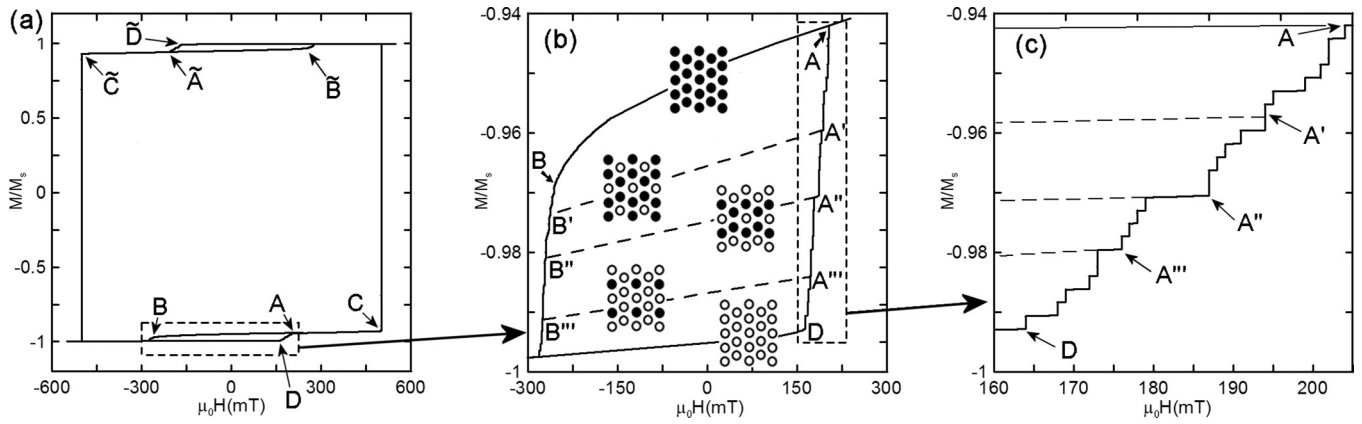 (a)
M/Mₛ
1
0.5
0
-0.5
-1
-600
-300
0
300
600
μ₀H(mT)
D̃
Ã
B̃
C̃
B
A
C
D
(b)
M/Mₛ
-0.94
-0.96
-0.98
-1
-300
-150
0
150
300
μ₀H(mT)
A
A'
A''
A'''
D
B
B'
B''
B'''
(c)
M/Mₛ
-0.94
-0.96
-0.98
-1
160
170
180
190
200
μ₀H(mT)
A
A'
A''
A'''
D